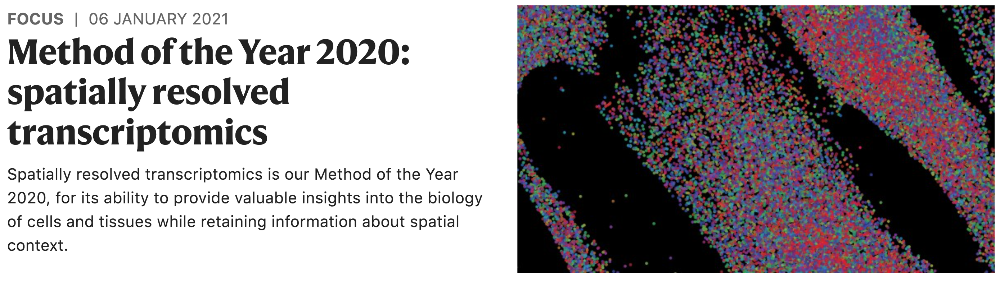 FOCUS | 06 JANUARY 2021
Method of the Year 2020:
spatially resolved
transcriptomics
Spatially resolved transcriptomics is our Method of the Year
2020, for its ability to provide valuable insights into the biology
of cells and tissues while retaining information about spatial
context.